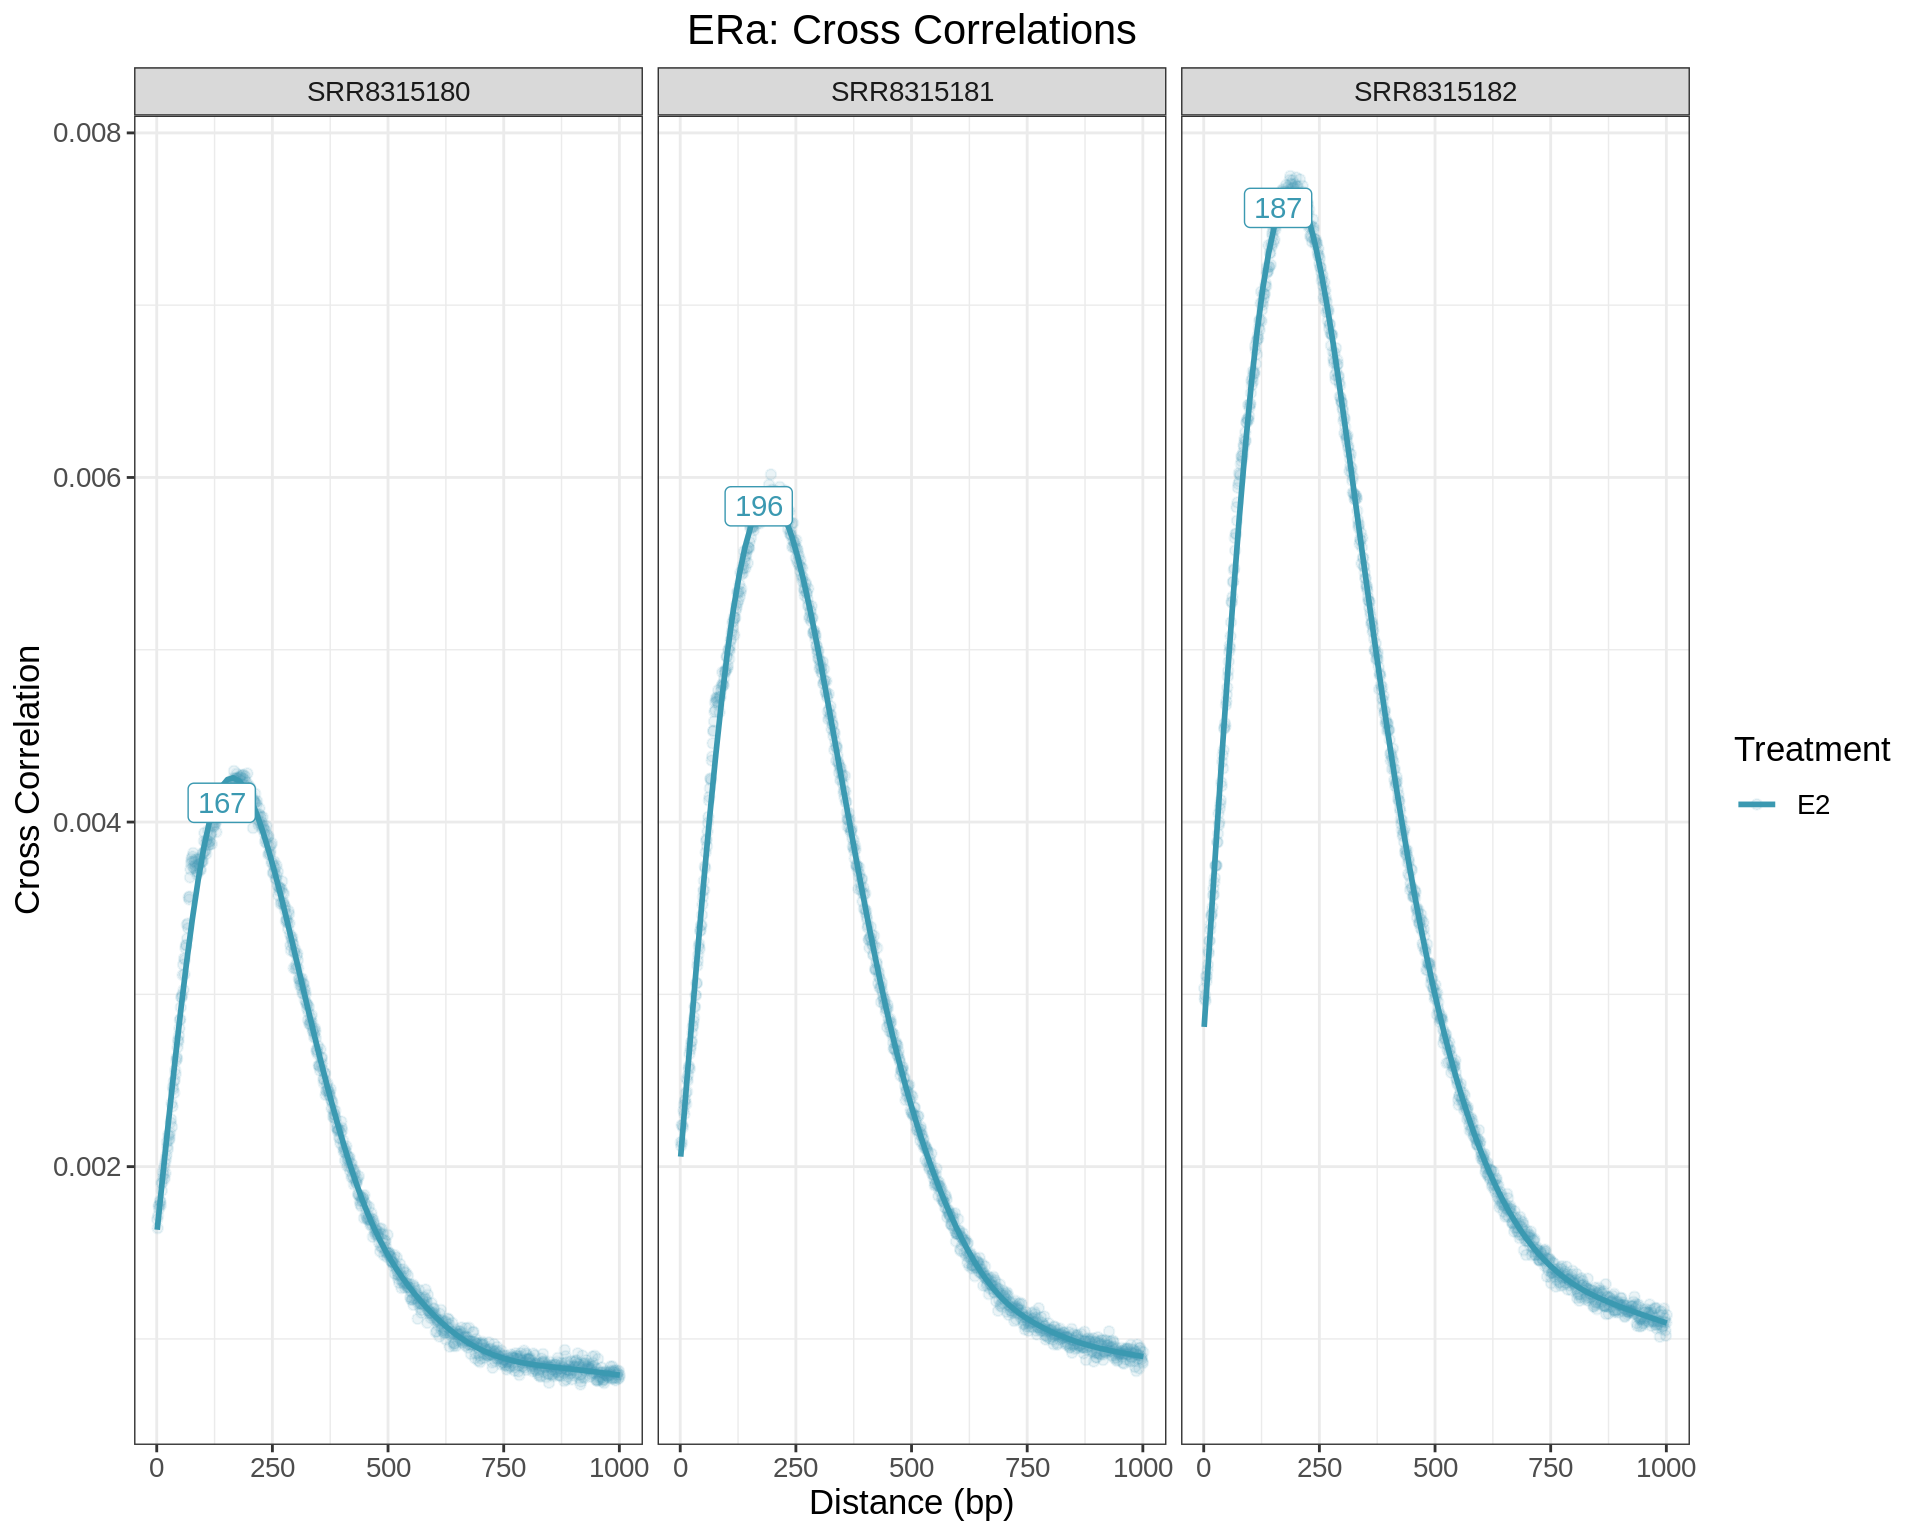 ERa: Cross Correlations
SRR8315180 SRR8315181 SRR8315182
0.008
0.006
0.004
0.002
Cross Correlation
167
196
187
0 250 500 750 1000 0 250 500 750 1000 0 250 500 750 1000
Distance (bp)
Treatment
E2